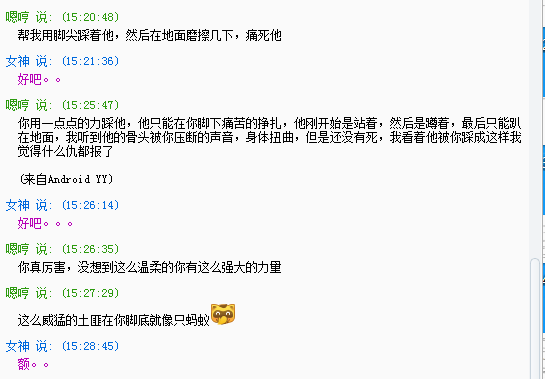 嗯哼 说: (15:20:48)
帮我用脚尖踩着他，然后在地面磨擦几下，痛死他
女神 说: (15:21:36)
好吧。。
嗯哼 说: (15:25:47)
你用一点点的力踩他，他只能在你脚下痛苦的挣扎，他刚开始是站着，然后是蹲着，最后只能趴
在地面，我听到他的骨头被你压断的声音，身体扭曲，但是还没有死，我看着他被你踩成这样我
觉得什么仇都报了
(来自Android YY)
女神 说: (15:26:14)
好吧。。。
嗯哼 说: (15:26:35)
你真厉害，没想到这么温柔的你有这么强大的力量
嗯哼 说: (15:27:29)
这么威猛的土匪在你脚底就像只蚂蚁
女神 说: (15:28:45)
额。。